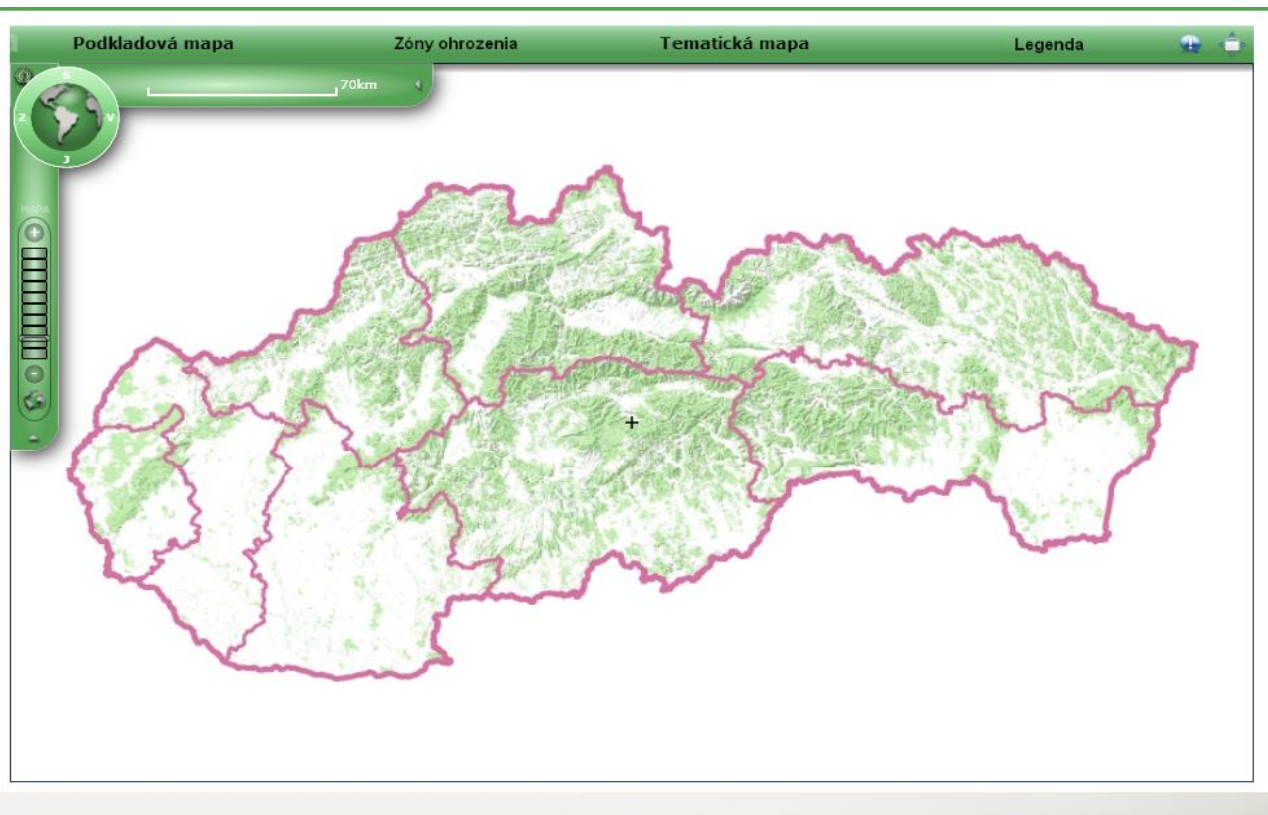 Podkladová mapa
Zóny ohrozenia
Tematická mapa
Legenda
70km
S
Z
V
J
MAPA